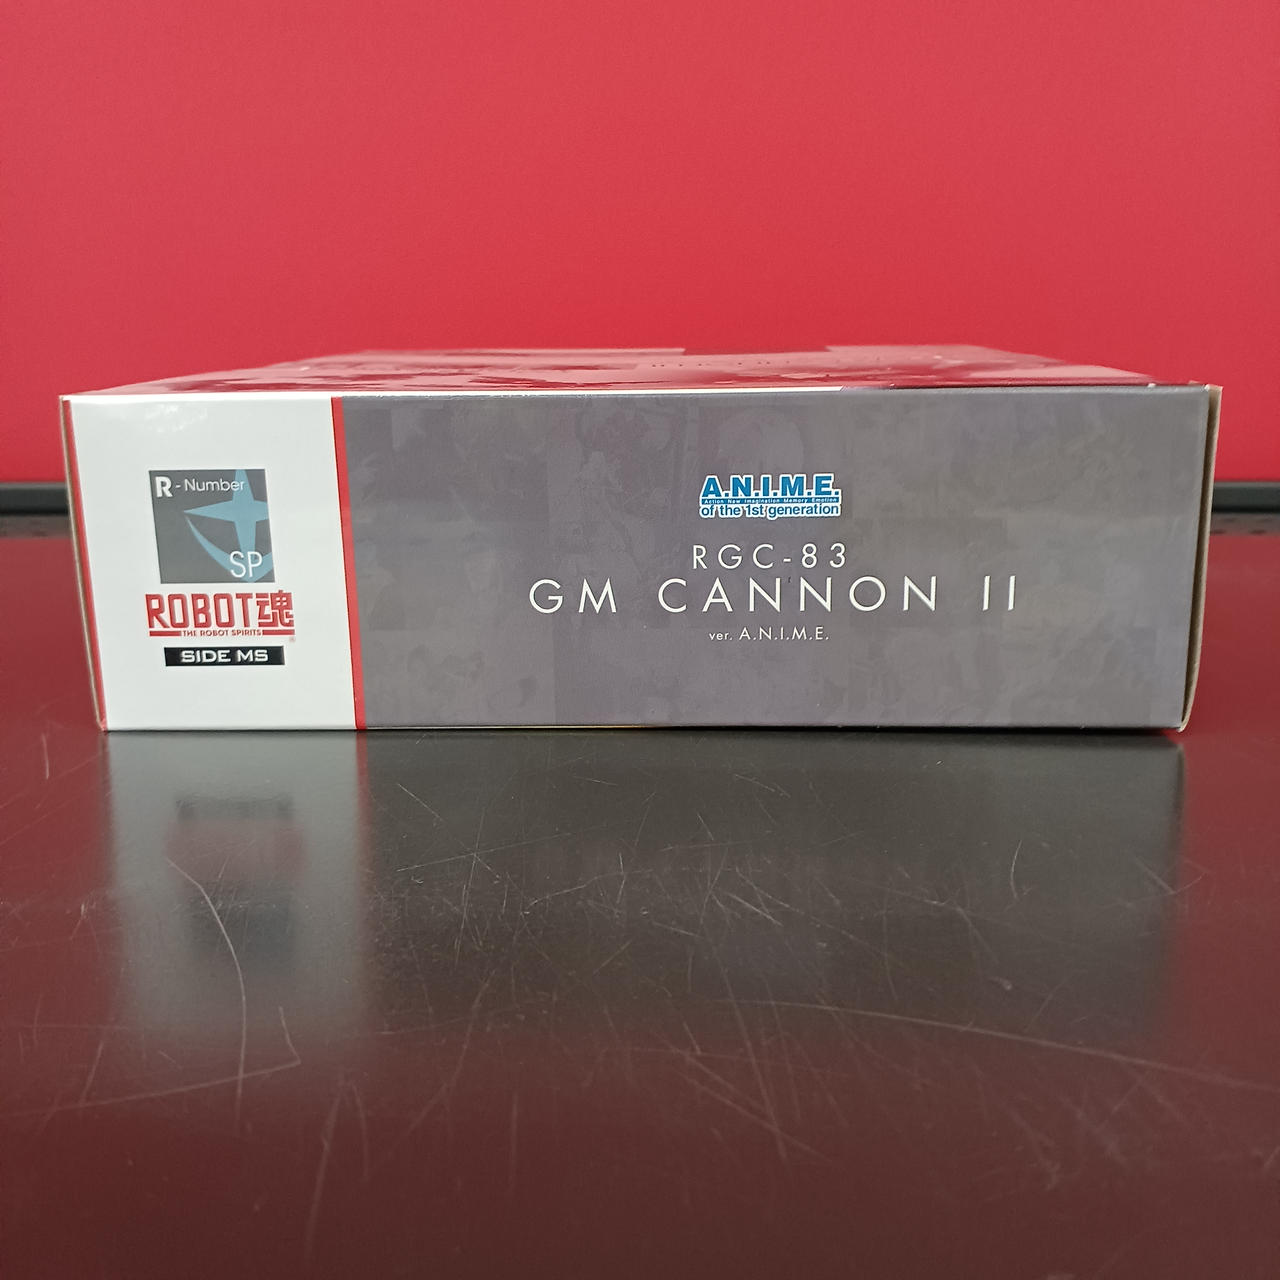 R-Number
SP
ROBOT魂
THE ROBOT SPIRITS
SIDE MS
A.N.I.M.E.
Action New Imagination Memory Emotion
of the 1st generation
RGC-83
GM CANNON II
ver. A.N.I.M.E.